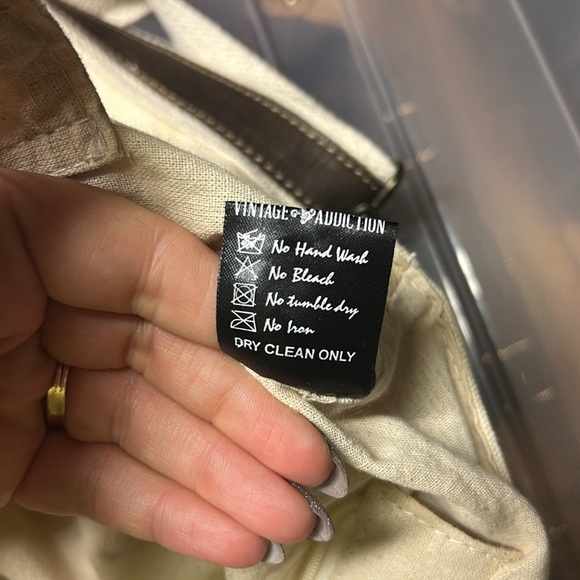 VINTAGE ADDICTION
No Hand Wash
No Bleach
No tumble dry
No Iron
DRY CLEAN ONLY